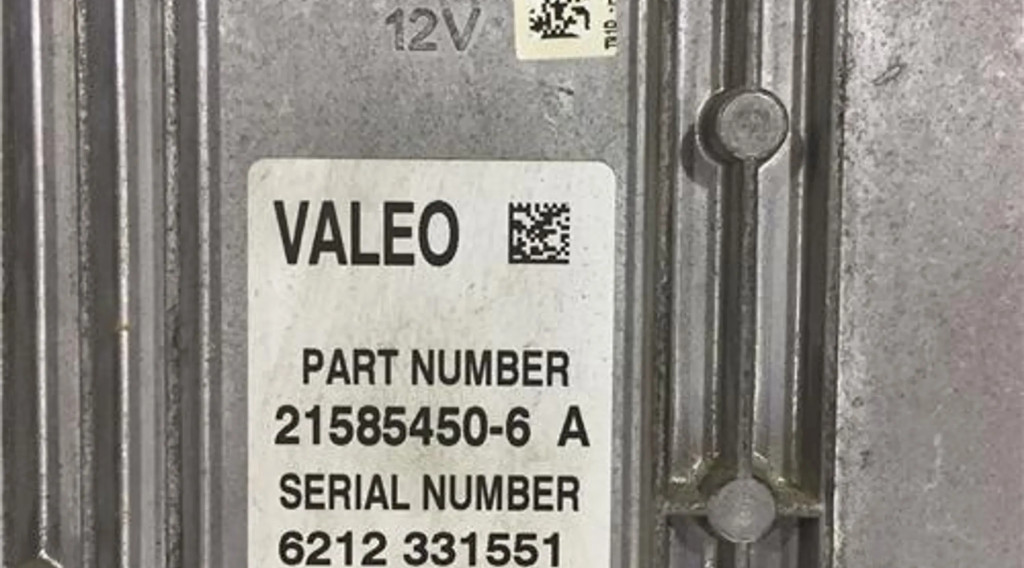 12V
VALEO
PART NUMBER
21585450-6 A
SERIAL NUMBER
6212 331551